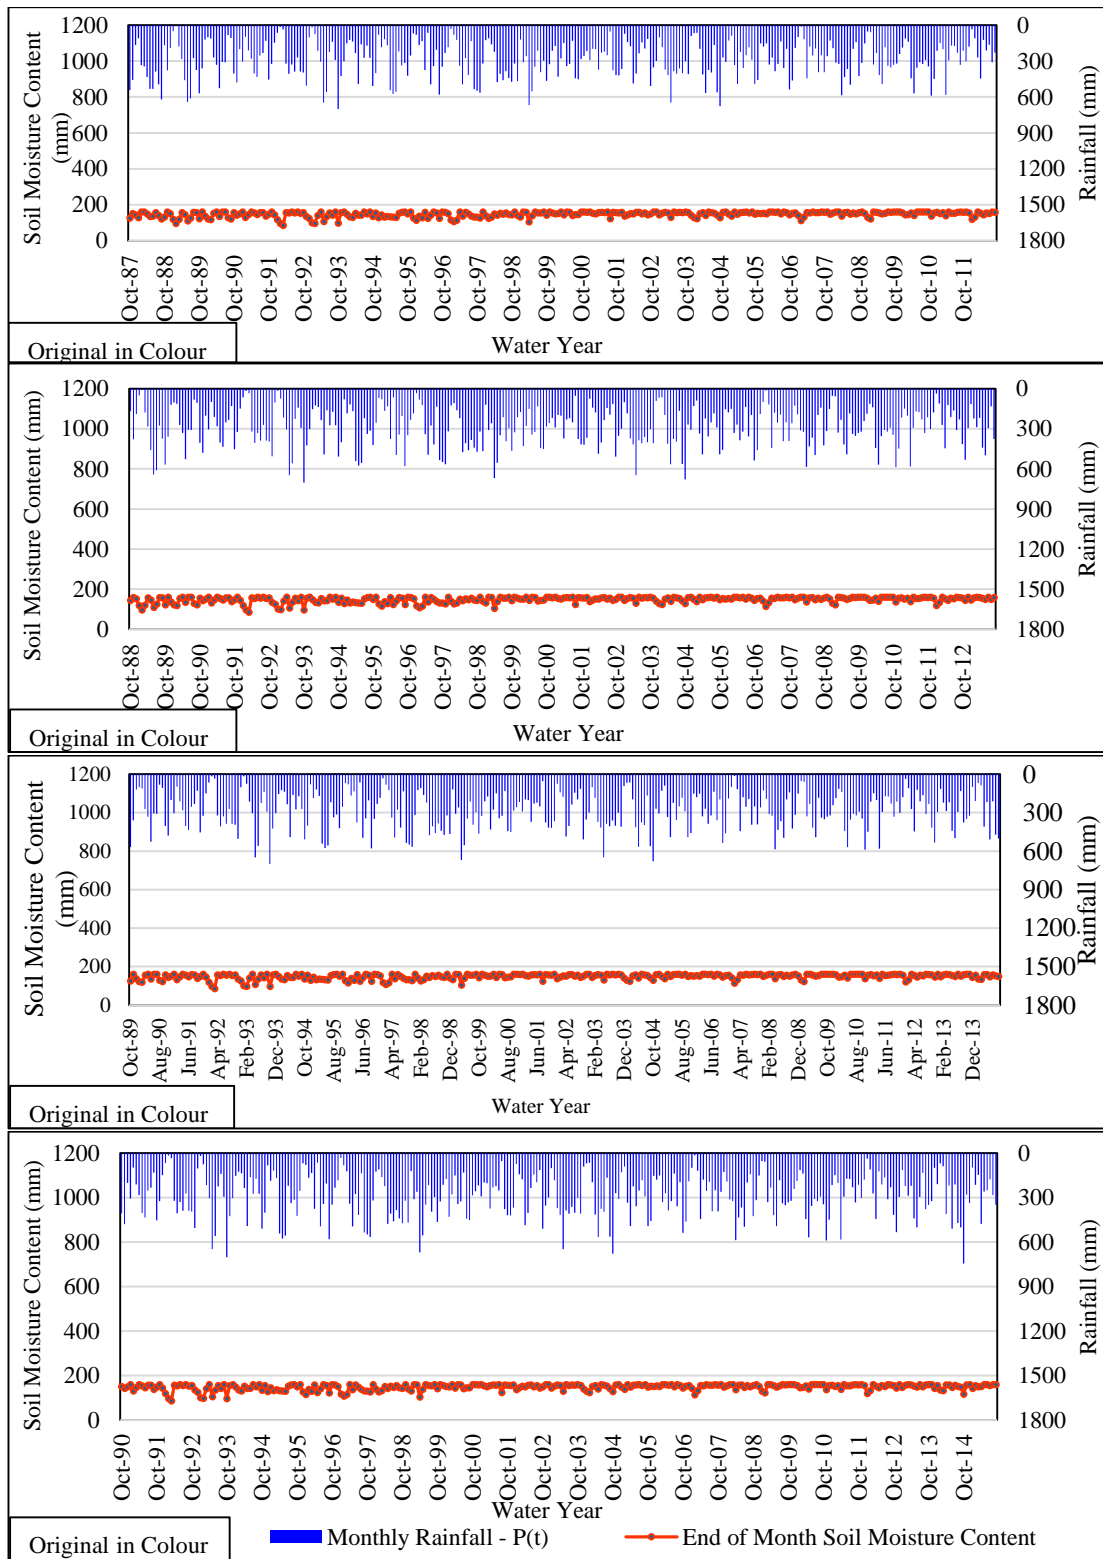 Soil Moisture Content
(mm)
1200
1000
800
600
400
200
0
0
300
600
900
1200
1500
1800
Rainfall (mm)
Oct-87
Oct-88
Oct-89
Oct-90
Oct-91
Oct-92
Oct-93
Oct-94
Oct-95
Oct-96
Oct-97
Oct-98
Oct-99
Oct-00
Oct-01
Oct-02
Oct-03
Oct-04
Oct-05
Oct-06
Oct-07
Oct-08
Oct-09
Oct-10
Oct-11
Water Year
Original in Colour
Soil Moisture Content (mm)
1200
1000
800
600
400
200
0
0
300
600
900
1200
1500
1800
Rainfall (mm)
Oct-88
Oct-89
Oct-90
Oct-91
Oct-92
Oct-93
Oct-94
Oct-95
Oct-96
Oct-97
Oct-98
Oct-99
Oct-00
Oct-01
Oct-02
Oct-03
Oct-04
Oct-05
Oct-06
Oct-07
Oct-08
Oct-09
Oct-10
Oct-11
Oct-12
Water Year
Original in Colour
Soil Moisture Content
(mm)
1200
1000
800
600
400
200
0
0
300
600
900
1200
1500
1800
Rainfall (mm)
Oct-89
Aug-90
Jun-91
Apr-92
Feb-93
Dec-93
Oct-94
Aug-95
Jun-96
Apr-97
Feb-98
Dec-98
Oct-99
Aug-00
Jun-01
Apr-02
Feb-03
Dec-03
Oct-04
Aug-05
Jun-06
Apr-07
Feb-08
Dec-08
Oct-09
Aug-10
Jun-11
Apr-12
Feb-13
Dec-13
Water Year
Original in Colour
Soil Moisture Content (mm)
1200
1000
800
600
400
200
0
0
300
600
900
1200
1500
1800
Rainfall (mm)
Oct-90
Oct-91
Oct-92
Oct-93
Oct-94
Oct-95
Oct-96
Oct-97
Oct-98
Oct-99
Oct-00
Oct-01
Oct-02
Oct-03
Oct-04
Oct-05
Oct-06
Oct-07
Oct-08
Oct-09
Oct-10
Oct-11
Oct-12
Oct-13
Oct-14
Water Year
Original in Colour
Monthly Rainfall - P(t)
End of Month Soil Moisture Content